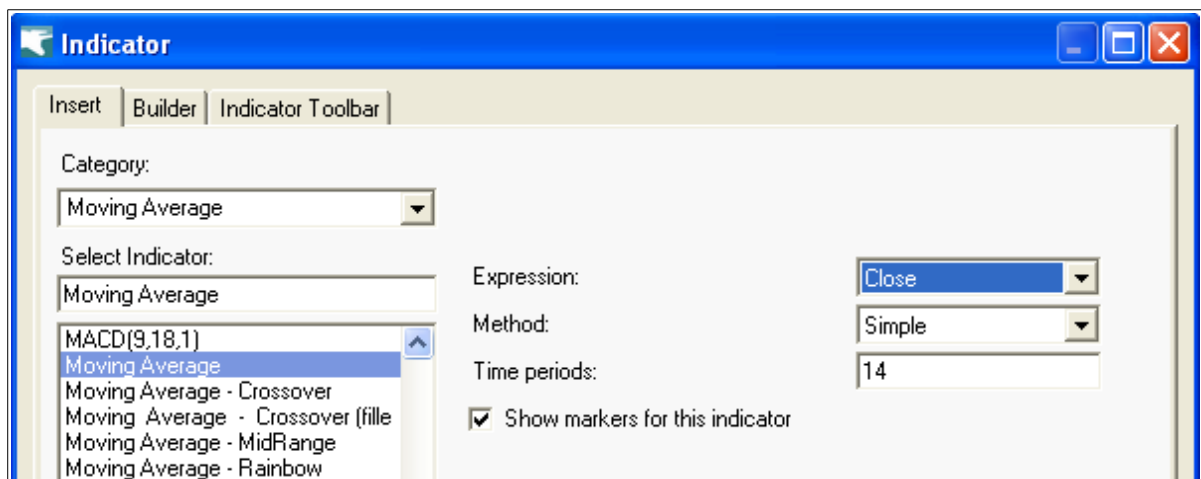 Indicator
Insert
Builder
Indicator Toolbar
Category:
Moving Average
Select Indicator:
Moving Average
MACD(9,18,1)
Moving Average
Moving Average - Crossover
Moving Average - Crossover (fille
Moving Average - MidRange
Moving Average - Rainbow
Expression:
Close
Method:
Simple
Time periods:
14
Show markers for this indicator